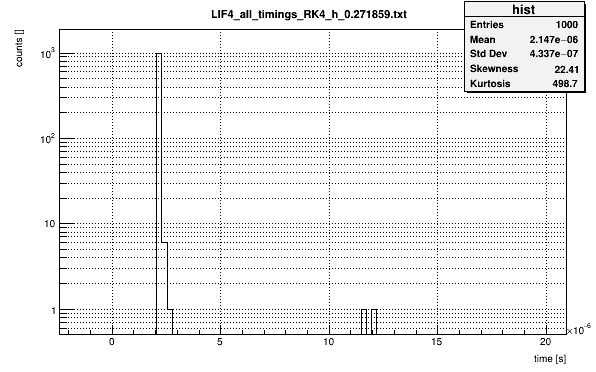 LIF4_all_timings_RK4_h_0.271859.txt
hist
Entries 1000
Mean 2.147e−06
Std Dev 4.337e−07
Skewness 22.41
Kurtosis 498.7
counts []
10³
10²
10
1
0 5 10 15 20
×10⁻⁶
time [s]